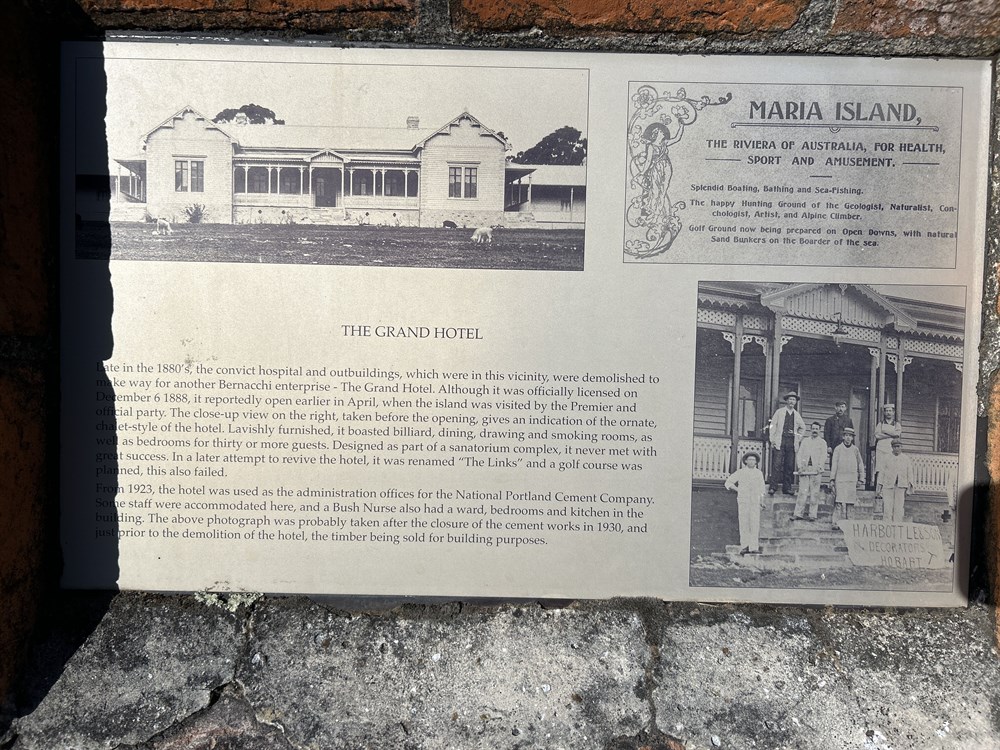 MARIA ISLAND,
THE RIVIERA OF AUSTRALIA, FOR HEALTH,
SPORT AND AMUSEMENT.
Splendid Boating, Bathing and Sea-Fishing.
The happy Hunting Ground of the Geologist, Naturalist, Con-
chologist, Artist, and Alpine Climber.
Golf Ground now being prepared on Open Downs, with natural
Sand Bunkers on the Boarder of the sea.
THE GRAND HOTEL
Late in the 1880's, the convict hospital and outbuildings, which were in this vicinity, were demolished to
make way for another Bernacchi enterprise - The Grand Hotel. Although it was officially licensed on
December 6 1888, it reportedly open earlier in April, when the island was visited by the Premier and
official party. The close-up view on the right, taken before the opening, gives an indication of the ornate,
chalet-style of the hotel. Lavishly furnished, it boasted billiard, dining, drawing and smoking rooms, as
well as bedrooms for thirty or more guests. Designed as part of a sanatorium complex, it never met with
great success. In a later attempt to revive the hotel, it was renamed "The Links" and a golf course was
planned, this also failed.
From 1923, the hotel was used as the administration offices for the National Portland Cement Company.
Some staff were accommodated here, and a Bush Nurse also had a ward, bedrooms and kitchen in the
building. The above photograph was probably taken after the closure of the cement works in 1930, and
just prior to the demolition of the hotel, the timber being sold for building purposes.
HARBOTTLE & SON
DECORATORS
HOBART T